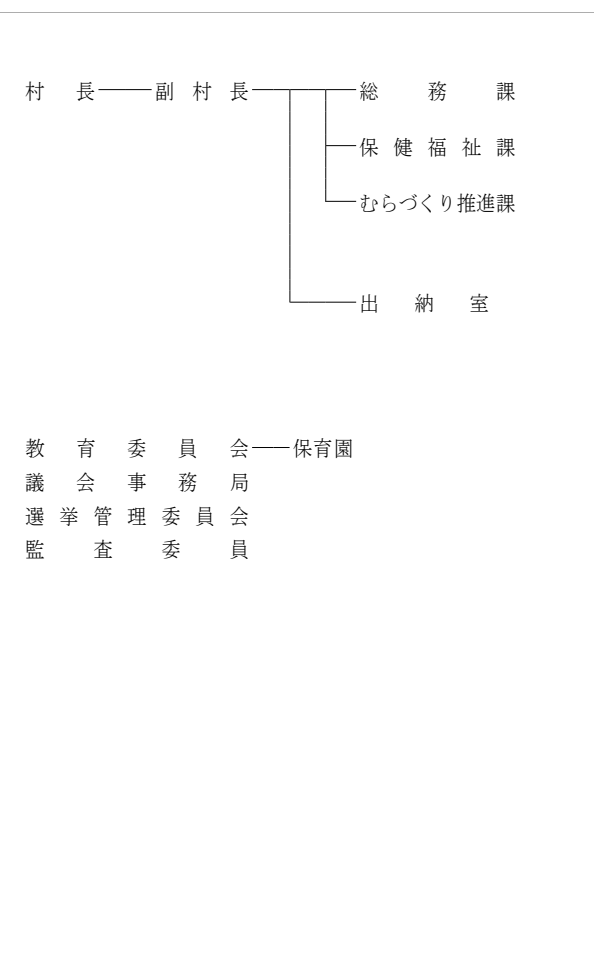 村長 副村長 総務課
保健福祉課
むらづくり推進課
出納室
教育委員会 保育園
議会事務局
選挙管理委員会
監査委員